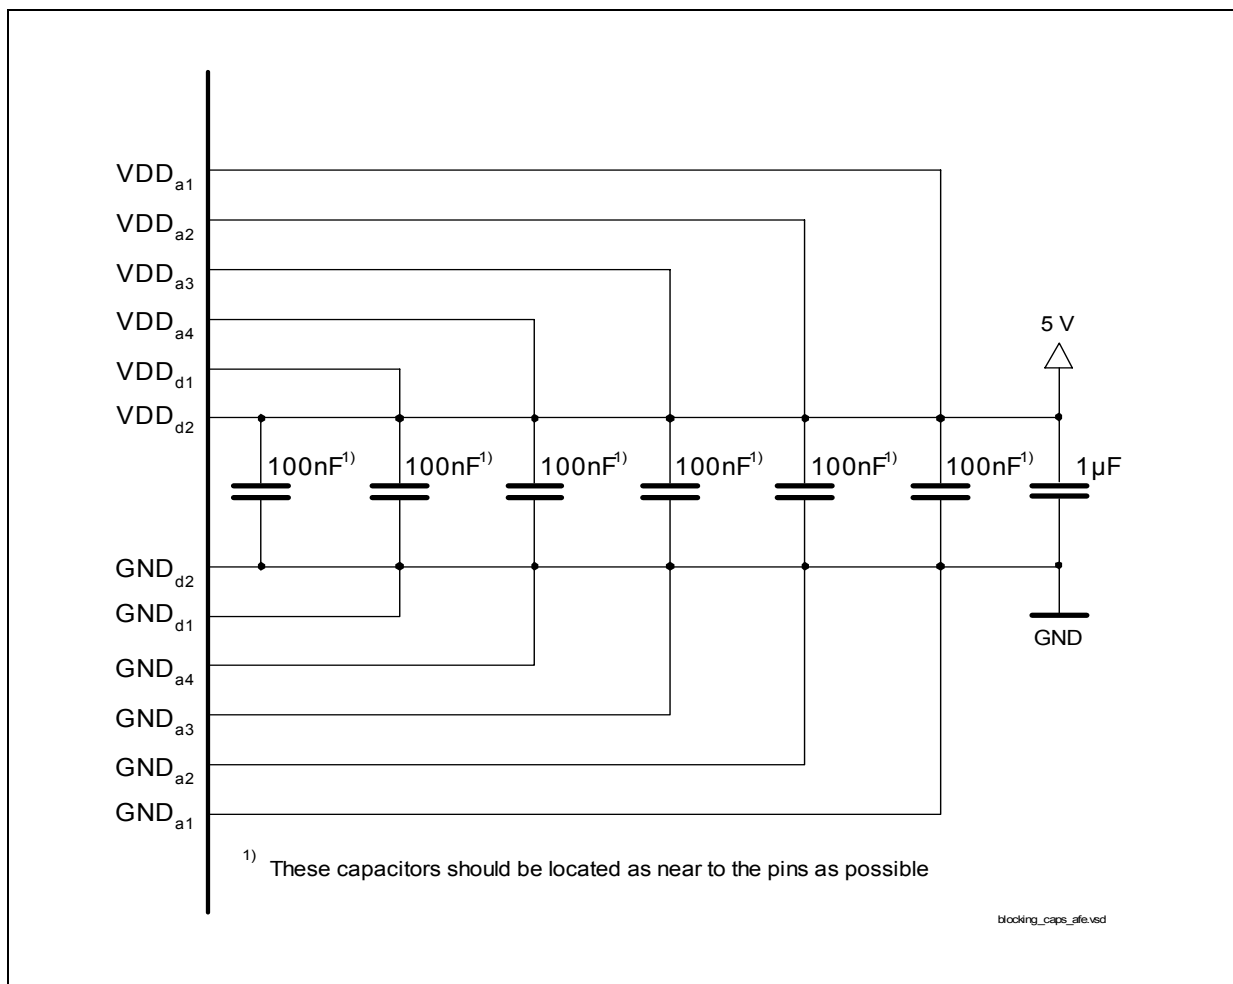 VDDa1
VDDa2
VDDa3
VDDa4
VDDd1
VDDd2
5 V
100nF1) 100nF1) 100nF1) 100nF1) 100nF1) 100nF1) 1µF
GNDd2
GNDd1
GNDa4
GNDa3
GNDa2
GNDa1
GND
1) These capacitors should be located as near to the pins as possible
blocking_caps_afe.vsd